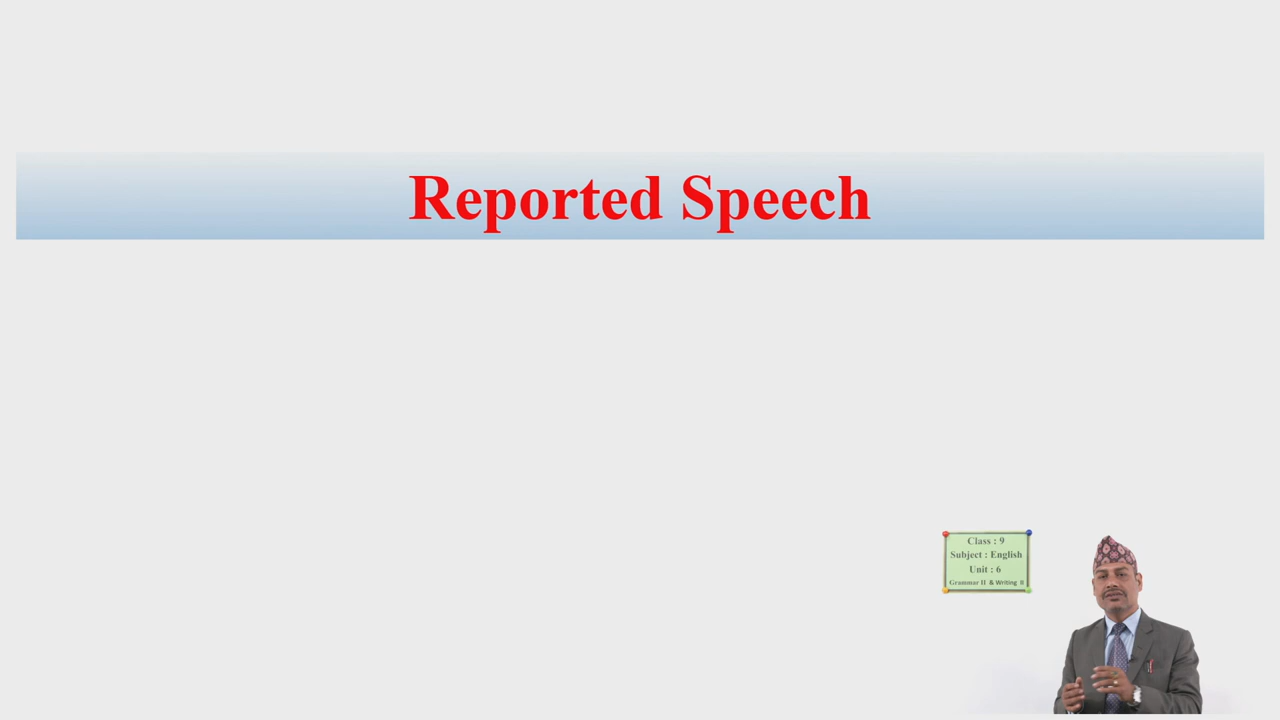 Reported Speech
Class : 9
Subject : English
Unit : 6
Grammar II & Writing II